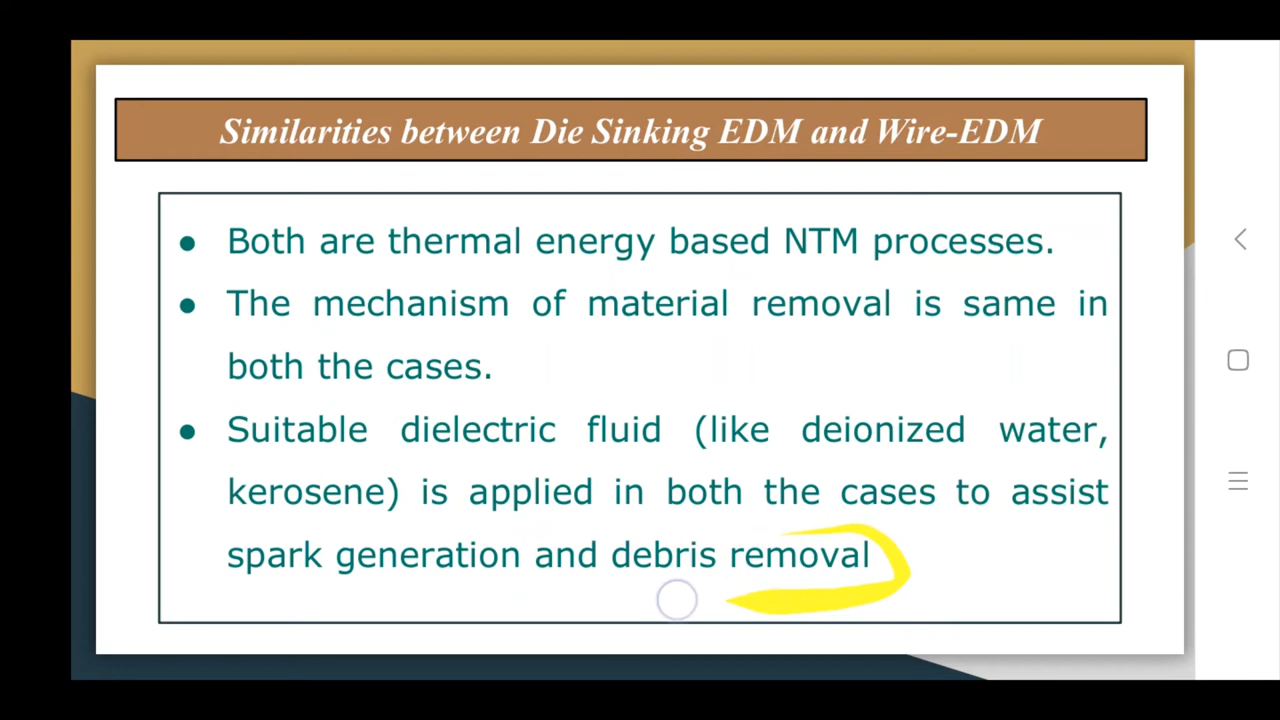 Similarities between Die Sinking EDM and Wire-EDM
● Both are thermal energy based NTM processes.
● The mechanism of material removal is same in
both the cases.
● Suitable dielectric fluid (like deionized water,
kerosene) is applied in both the cases to assist
spark generation and debris removal